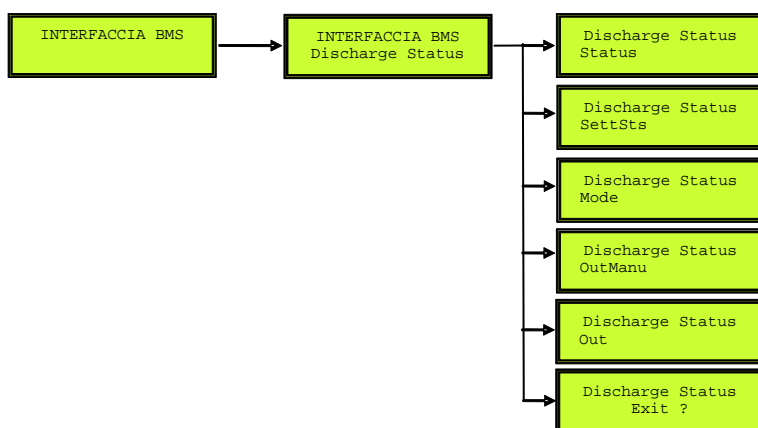 INTERFACCIA BMS
INTERFACCIA BMS
Discharge Status
Discharge Status
Status
Discharge Status
SettSts
Discharge Status
Mode
Discharge Status
OutManu
Discharge Status
Out
Discharge Status
Exit ?